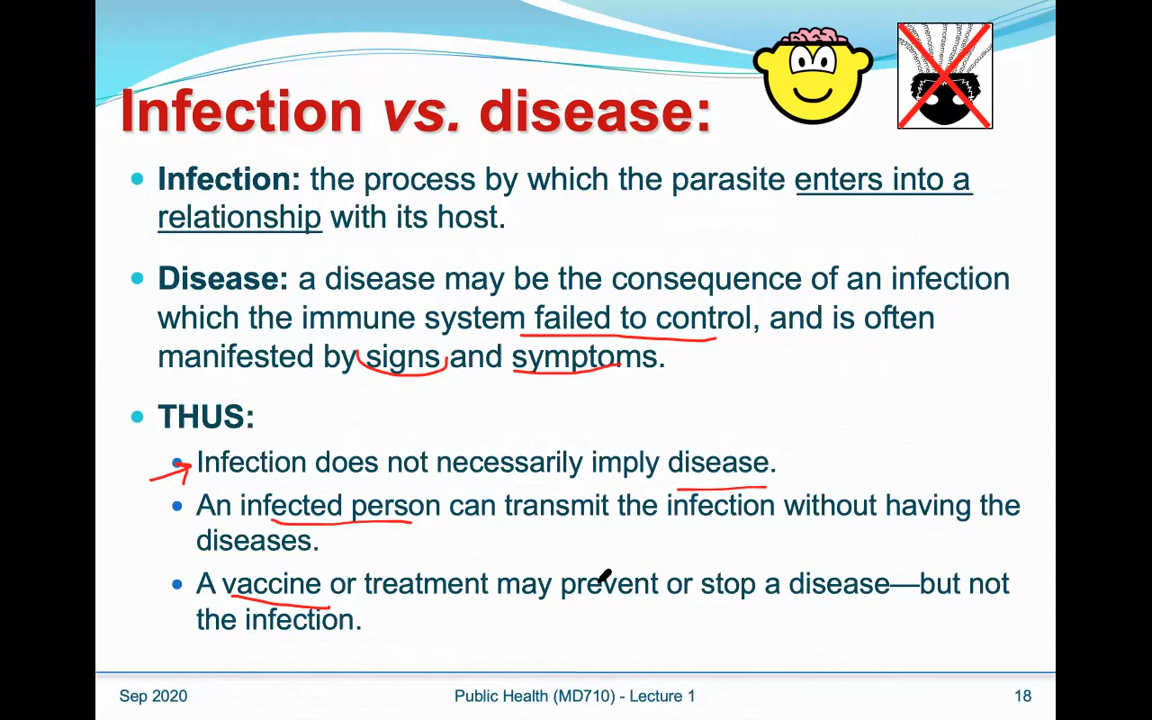 Infection vs. disease:
• Infection: the process by which the parasite enters into a
relationship with its host.
• Disease: a disease may be the consequence of an infection
which the immune system failed to control, and is often
manifested by signs and symptoms.
• THUS:
• Infection does not necessarily imply disease.
• An infected person can transmit the infection without having the
diseases.
• A vaccine or treatment may prevent or stop a disease—but not
the infection.
Sep 2020
Public Health (MD710) - Lecture 1
18